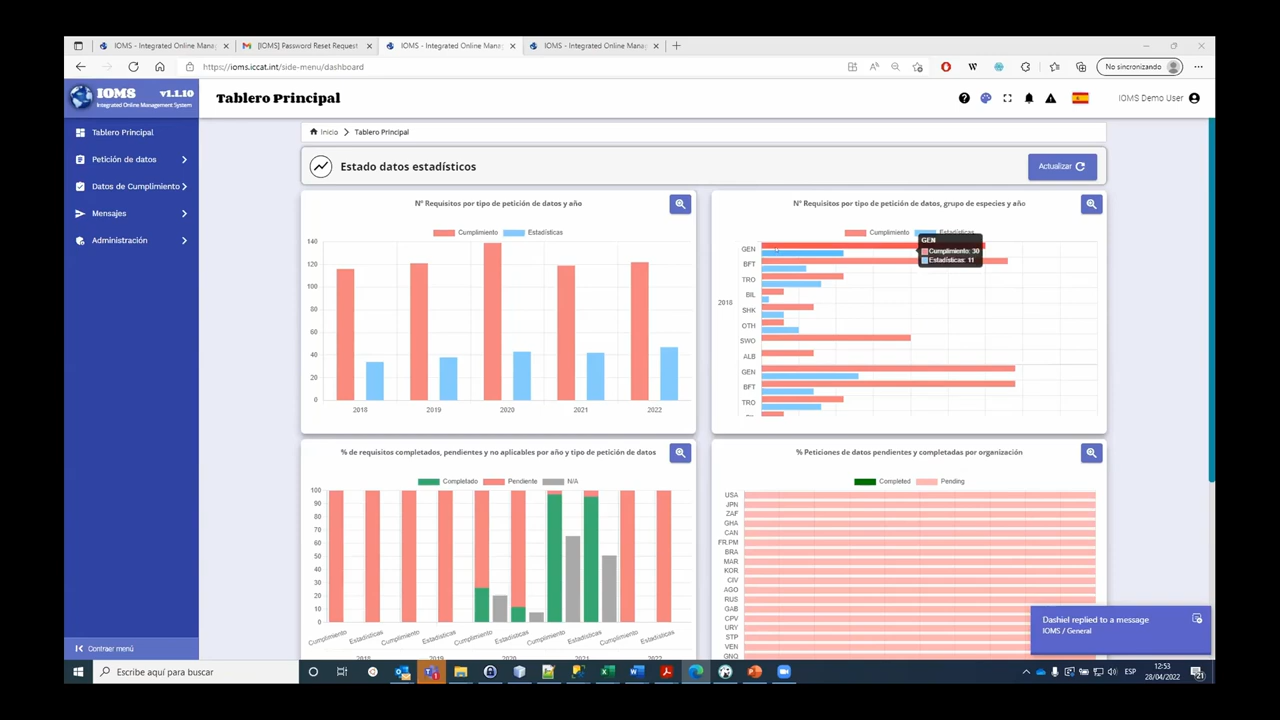 IOMS - Integrated Online Mana
[IOMS] Password Reset Request
IOMS - Integrated Online Mana
IOMS - Integrated Online Mana
https://ioms.iccat.int/side-menu/dashboard
No sincronizando
IOMS v1.1.10
Integrated Online Management System
Tablero Principal
IOMS Demo User
Tablero Principal
Petición de datos
Datos de Cumplimiento
Mensajes
Administración
Contraer menú
Inicio > Tablero Principal
Estado datos estadísticos
Actualizar
Nº Requisitos por tipo de petición de datos y año
Cumplimiento Estadísticas
140
120
100
80
60
40
20
0
2018 2019 2020 2021 2022
Nº Requisitos por tipo de petición de datos, grupo de especies y año
Cumplimiento Estadísticas
GEN
Cumplimiento: 30
Estadísticas: 11
GEN
BFT
TRO
BIL
2018
SHK
OTH
SWO
ALB
GEN
BFT
TRO
% de requisitos completados, pendientes y no aplicables por año y tipo de petición de datos
Completado Pendiente N/A
100
90
80
70
60
50
40
30
20
10
0
Cumplimiento Estadísticas Cumplimiento Estadísticas Cumplimiento Estadísticas Cumplimiento Estadísticas Cumplimiento Estadísticas
2018 2019 2020 2021 2022
% Peticiones de datos pendientes y completadas por organización
Completed Pending
USA
JPN
ZAF
GHA
CAN
FR.PM
BRA
MAR
KOR
CIV
AGO
RUS
GAB
CPV
URY
STP
VEN
GNQ
Dashiel replied to a message
IOMS / General
Escribe aquí para buscar
ESP
12:53
28/04/2022
21